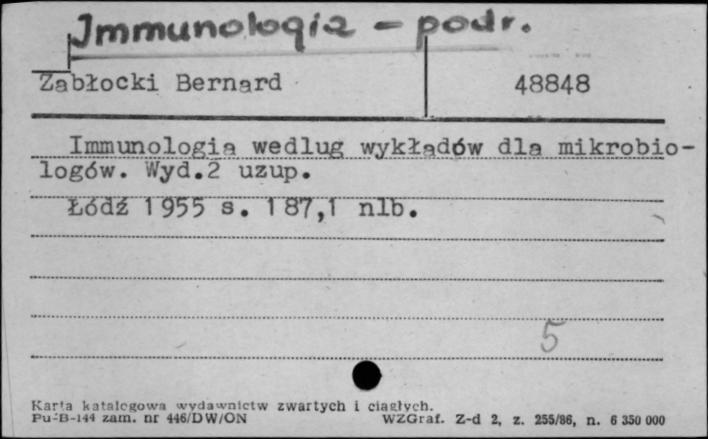 Immunologia - podr.
Zabłocki Bernard 48848
Immunologia wedlug wykładów dla mikrobio-
logów. Wyd.2 uzup.
Łódź 1955 s. 187,1 nlb.
5
Karta katalogowa wydawnictw zwartych i ciągłych.
Pu-B-144 zam. nr 446/DW/ON WZGraf. Z-d 2, z. 255/86, n. 6 350 000